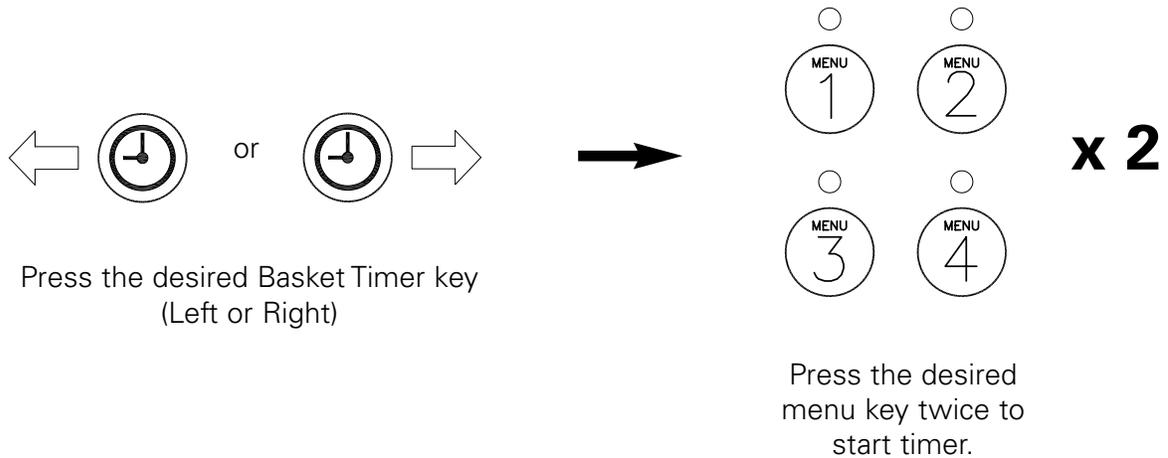 MENU
1
MENU
2
or
x 2
MENU
3
MENU
4
Press the desired Basket Timer key
(Left or Right)
Press the desired
menu key twice to
start timer.